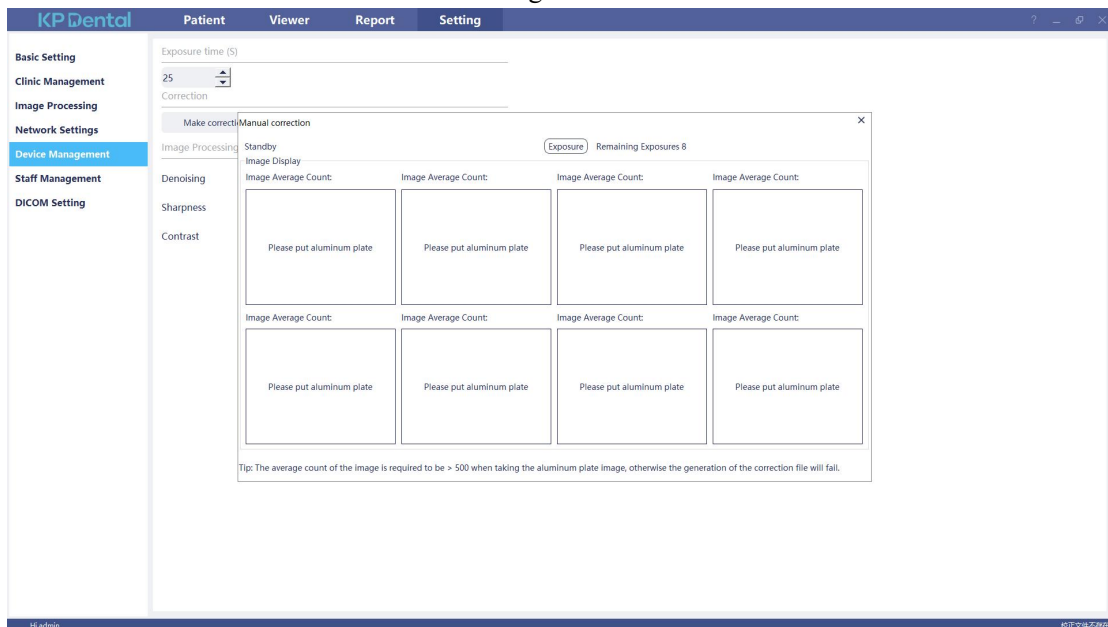 KP Dental Patient Viewer Report Setting ?
Basic Setting
Clinic Management
Image Processing
Network Settings
Device Management
Staff Management
DICOM Setting
Exposure time (S)
25
Correction
Make correcti
Image Processing
Denoising
Sharpness
Contrast
Manual correction
Standby Exposure Remaining Exposures 8
Image Display
Image Average Count: Image Average Count: Image Average Count: Image Average Count:
Please put aluminum plate Please put aluminum plate Please put aluminum plate Please put aluminum plate
Image Average Count: Image Average Count: Image Average Count: Image Average Count:
Please put aluminum plate Please put aluminum plate Please put aluminum plate Please put aluminum plate
Tip: The average count of the image is required to be > 500 when taking the aluminum plate image, otherwise the generation of the correction file will fail.
Hi admin